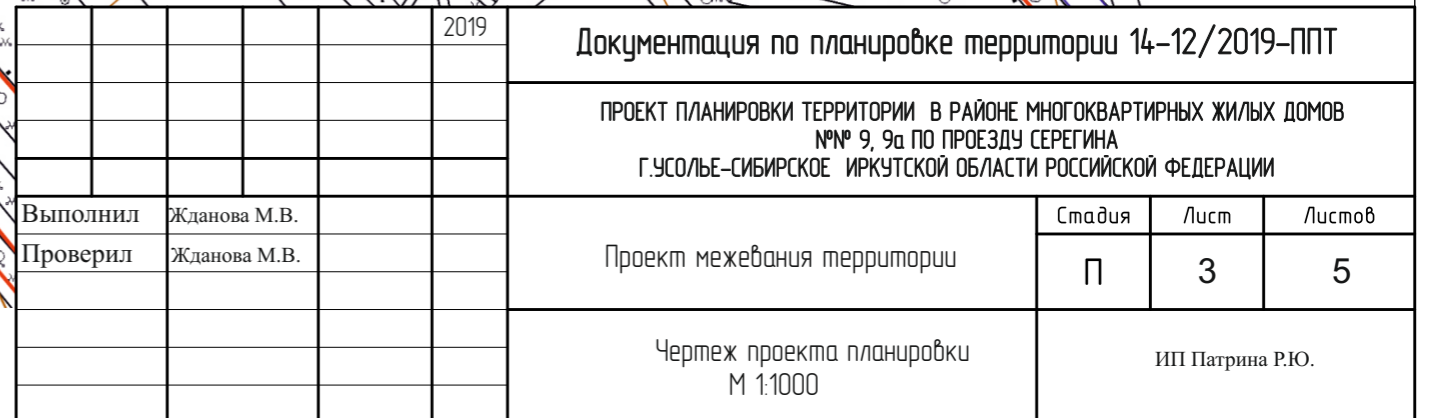 2019
Документация по планировке территории 14-12/2019-ППТ
ПРОЕКТ ПЛАНИРОВКИ ТЕРРИТОРИИ В РАЙОНЕ МНОГОКВАРТИРНЫХ ЖИЛЫХ ДОМОВ
№№ 9, 9а ПО ПРОЕЗДУ СЕРЕГИНА
Г.УСОЛЬЕ-СИБИРСКОЕ ИРКУТСКОЙ ОБЛАСТИ РОССИЙСКОЙ ФЕДЕРАЦИИ
Выполнил Жданова М.В.
Проверил Жданова М.В.
Проект межевания территории
Стадия Лист Листов
П 3 5
Чертеж проекта планировки
М 1:1000
ИП Патрина Р.Ю.